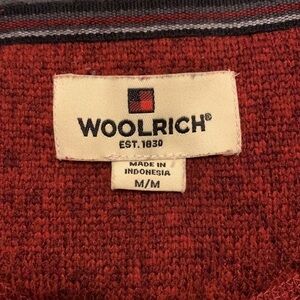 WOOLRICH®
EST. 1830
MADE IN
INDONESIA
M/M